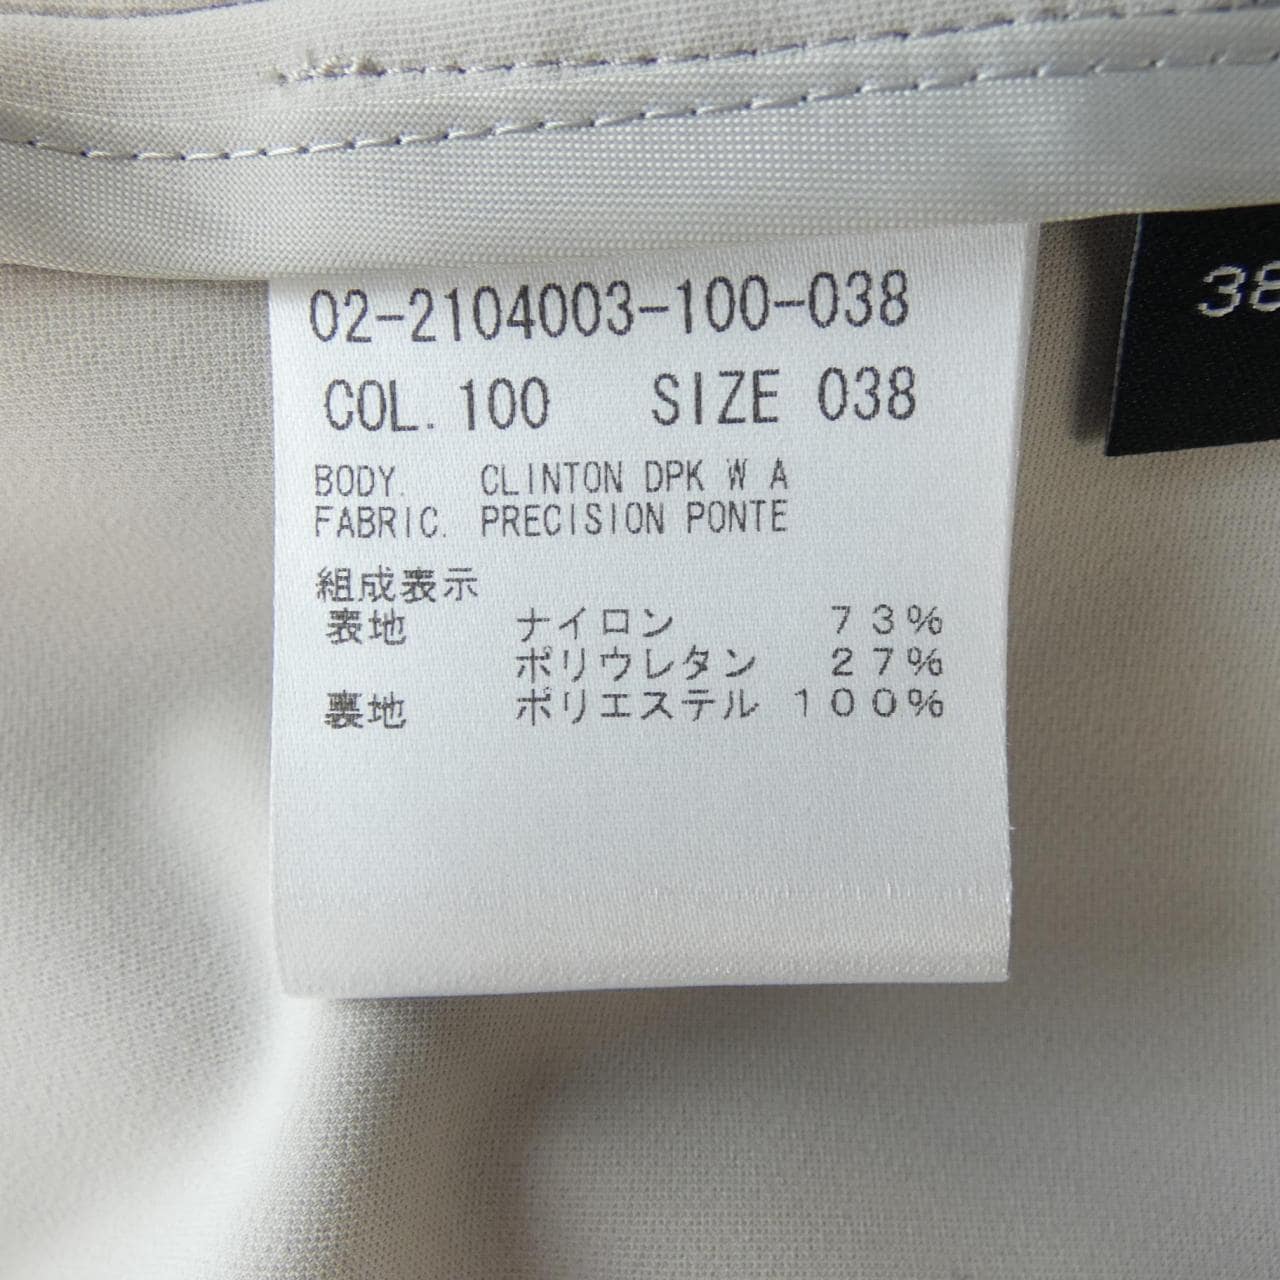 02-2104003-100-038
COL. 100 SIZE 038
BODY. CLINTON DPK W A
FABRIC. PRECISION PONTE
組成表示
表地 ナイロン 73%
ポリウレタン 27%
裏地 ポリエステル 100%
38